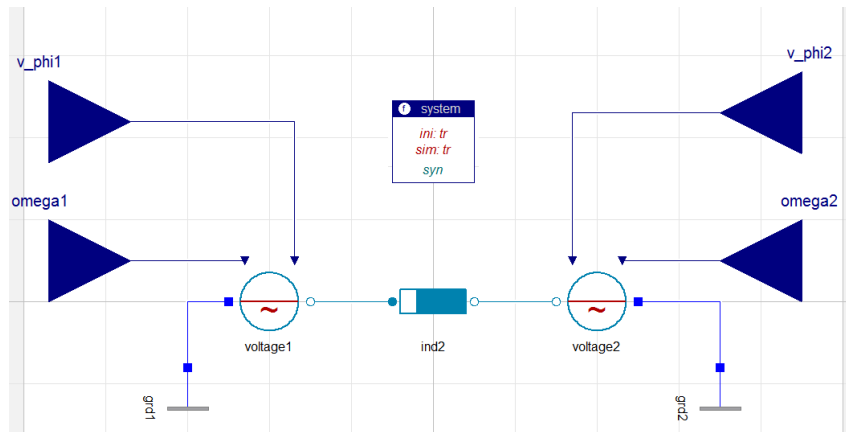 v_phi1
v_phi2
f system
ini: tr
sim: tr
syn
omega1
omega2
~
~
voltage1
ind2
voltage2
grd1
grd2